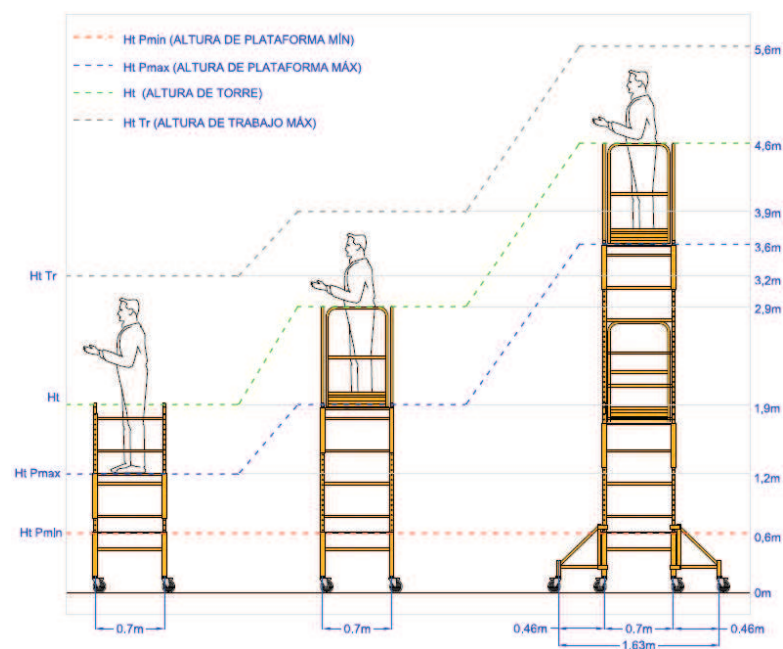 Ht Pmin (ALTURA DE PLATAFORMA MÍN)
Ht Pmax (ALTURA DE PLATAFORMA MÁX)
Ht (ALTURA DE TORRE)
Ht Tr (ALTURA DE TRABAJO MÁX)
5,6m
4,6m
3,9m
3,6m
Ht Tr
3,2m
2,9m
Ht
1,9m
Ht Pmax
1,2m
Ht Pmín
0,6m
0m
0.7m
0.7m
0.46m
0.7m
0.46m
1.63m